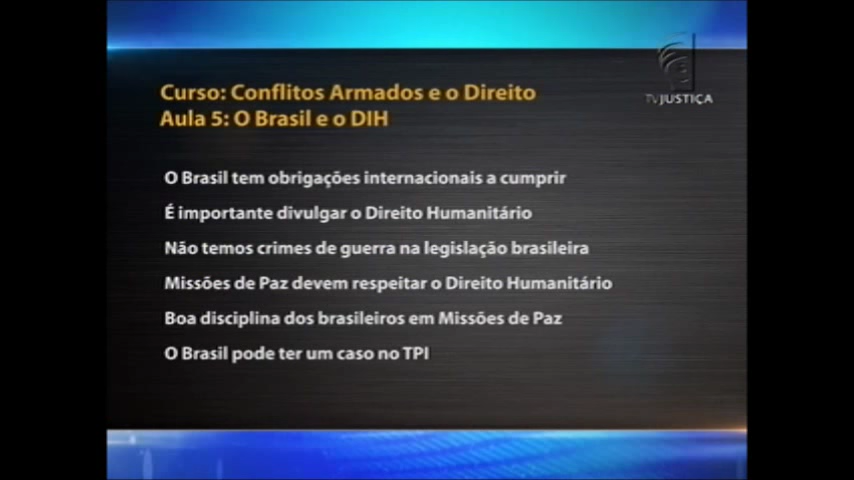 Curso: Conflitos Armados e o Direito
Aula 5: O Brasil e o DIH
TVJUSTIÇA
O Brasil tem obrigações internacionais a cumprir
É importante divulgar o Direito Humanitário
Não temos crimes de guerra na legislação brasileira
Missões de Paz devem respeitar o Direito Humanitário
Boa disciplina dos brasileiros em Missões de Paz
O Brasil pode ter um caso no TPI